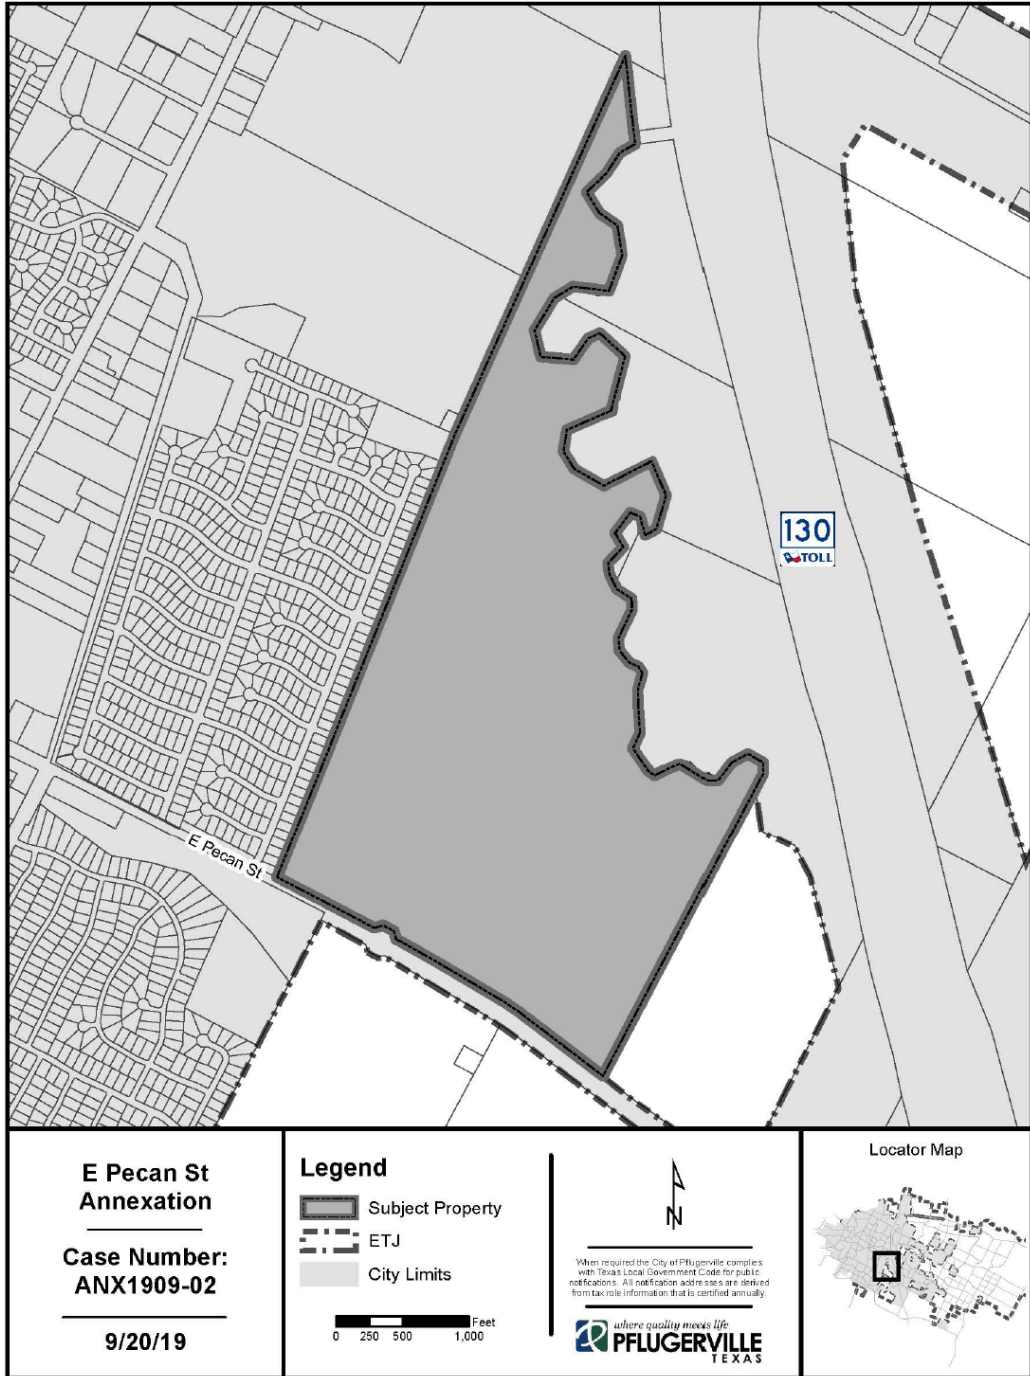 130
TOLL
E Pecan St
E Pecan St
Annexation
Case Number:
ANX1909-02
9/20/19
Legend
Subject Property
ETJ
City Limits
Feet
0 250 500 1,000
N
When required the City of Pflugerville complies
with Texas Local Government Code for public
notifications. All notification addresses are derived
from tax role information that is certified annually.
where quality meets life
PFLUGERVILLE
TEXAS
Locator Map